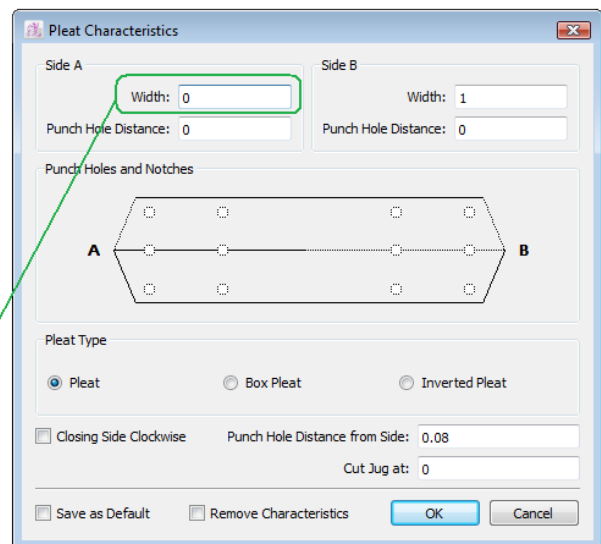 Pleat Characteristics
Side A
Width: 0
Punch Hole Distance: 0
Side B
Width: 1
Punch Hole Distance: 0
Punch Holes and Notches
A B
Pleat Type
Pleat Box Pleat Inverted Pleat
Closing Side Clockwise Punch Hole Distance from Side: 0.08
Cut Jug at: 0
Save as Default Remove Characteristics OK Cancel